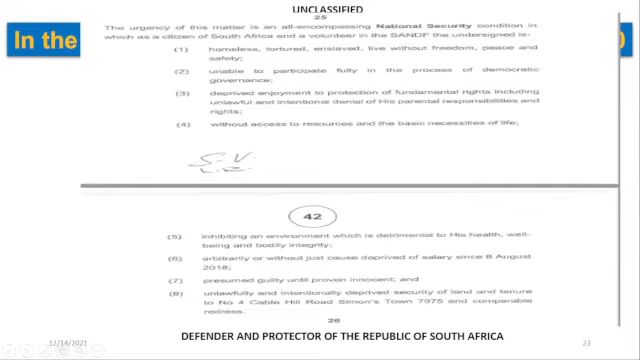 UNCLASSIFIED
25
The urgency of this matter is an all-encompassing National Security condition in
which as a citizen of South Africa and a volunteer in the SANDF the undersigned is-
In the
0
(1) homeless, tortured, enslaved, live without freedom, peace and
safety;
(2) unable to participate fully in the process of democratic
governance;
(3) deprived enjoyment to protection of fundamental rights including
unlawful and intentional denial of His parental responsibilities and
rights;
(4) without access to resources and the basic necessities of life;
S.V.
42
(5) inhibiting an environment which is detrimental to His health, well-
being and bodily integrity;
(6) arbitrarily or without just cause deprived of salary since 8 August
2018;
(7) presumed guilty until proven innocent; and
(8) unlawfully and intentionally deprived security of land and tenure
to No 4 Cable Hill Road Simon's Town 7975 and comparable
redress.
26
12/14/2021
DEFENDER AND PROTECTOR OF THE REPUBLIC OF SOUTH AFRICA
23